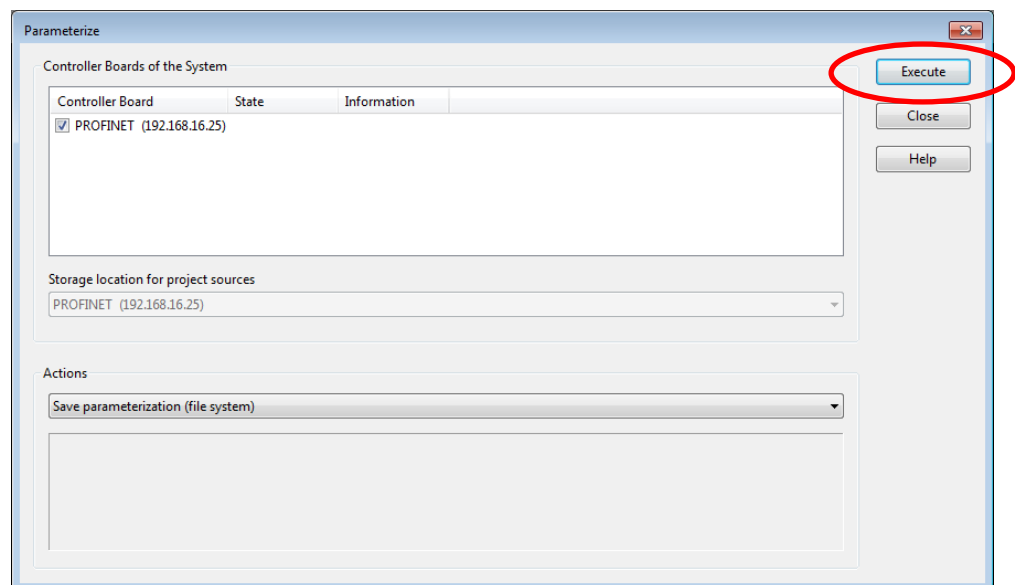 Parameterize
Controller Boards of the System
Execute
Controller Board State Information
PROFINET (192.168.16.25)
Close
Help
Storage location for project sources
PROFINET (192.168.16.25)
Actions
Save parameterization (file system)